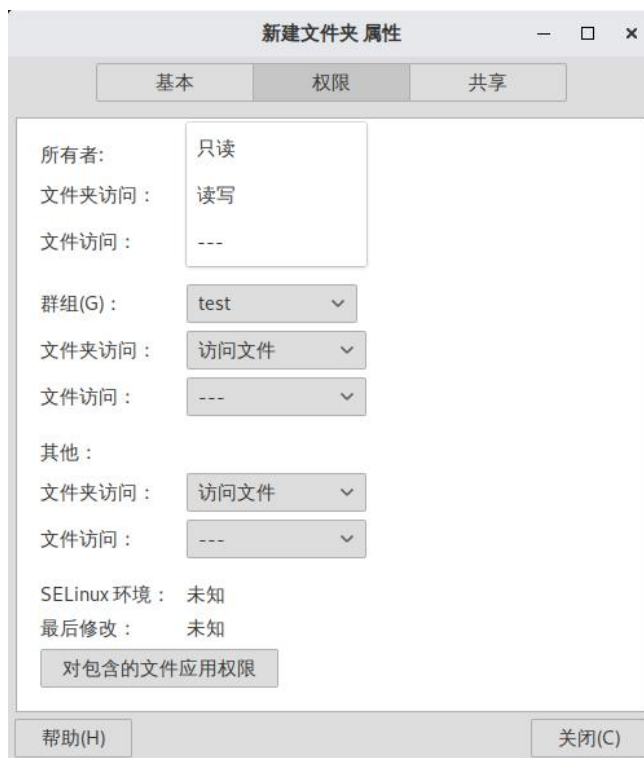 新建文件夹 属性
基本 权限 共享
所有者:
只读
文件夹访问： 读写
文件访问： ---
群组(G)： test
文件夹访问： 访问文件
文件访问： ---
其他：
文件夹访问： 访问文件
文件访问： ---
SELinux 环境： 未知
最后修改： 未知
对包含的文件应用权限
帮助(H) 关闭(C)